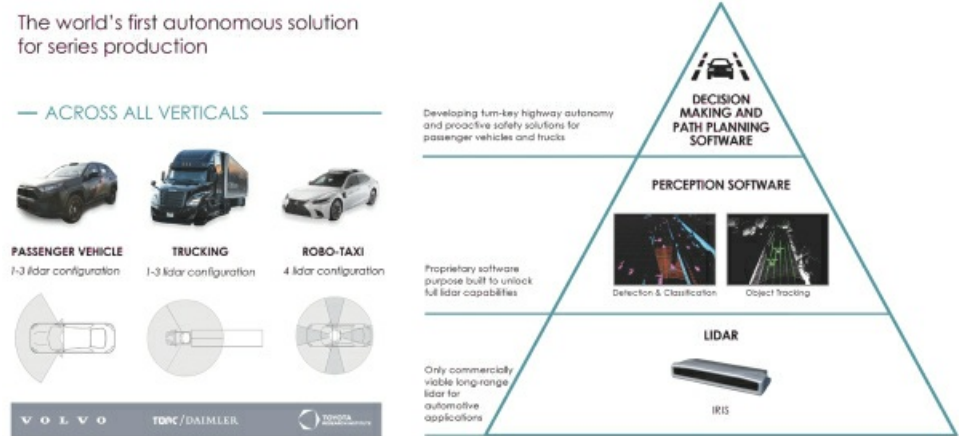 The world's first autonomous solution
for series production
ACROSS ALL VERTICALS
PASSENGER VEHICLE
1-3 lidar configuration
TRUCKING
1-3 lidar configuration
ROBO-TAXI
4 lidar configuration
VOLVO
TORC/DAIMLER
TOYOTA
RESEARCH INSTITUTE
Developing turn-key highway autonomy
and proactive safety solutions for
passenger vehicles and trucks
DECISION
MAKING AND
PATH PLANNING
SOFTWARE
PERCEPTION SOFTWARE
Proprietary software
purpose built to unlock
full lidar capabilities
Detection & Classification
Object Tracking
LIDAR
Only commercially
viable long-range
lidar for
automotive
applications
IRIS